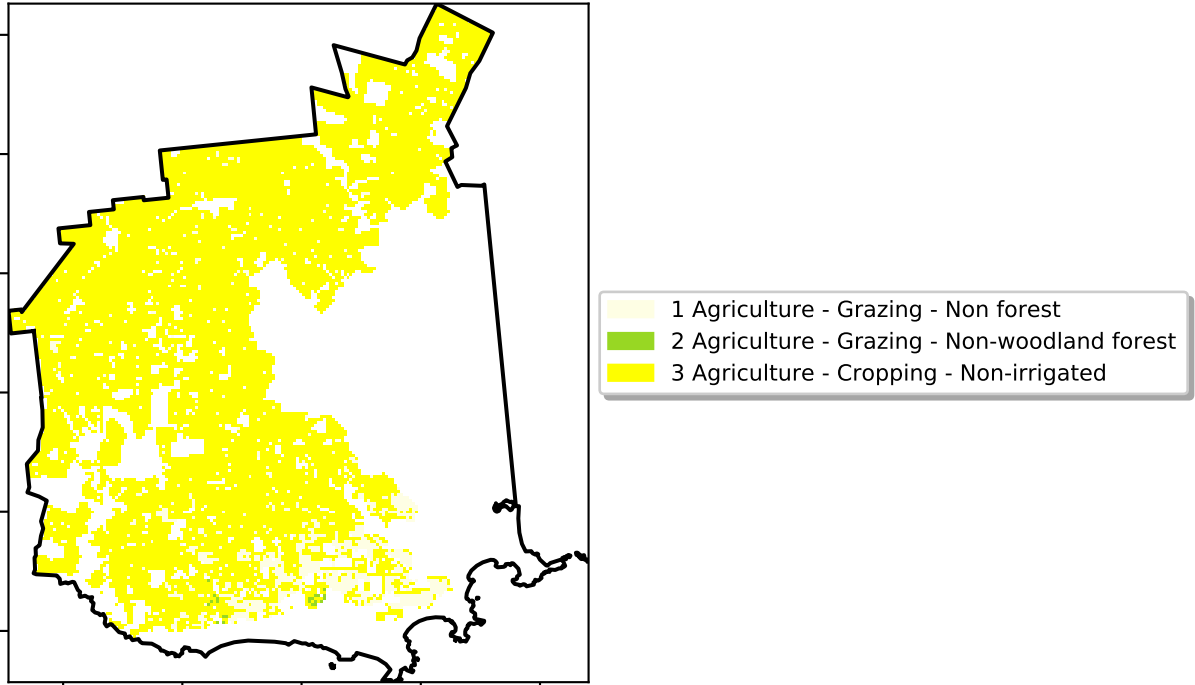 1 Agriculture - Grazing - Non forest
2 Agriculture - Grazing - Non-woodland forest
3 Agriculture - Cropping - Non-irrigated